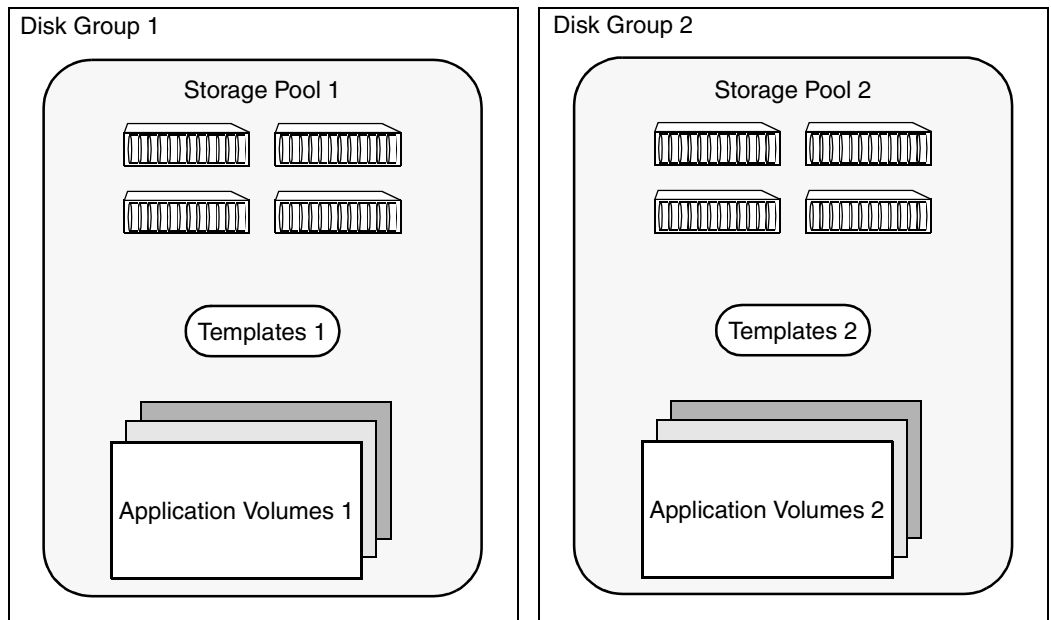 Disk Group 1
Storage Pool 1
Templates 1
Application Volumes 1
Disk Group 2
Storage Pool 2
Templates 2
Application Volumes 2